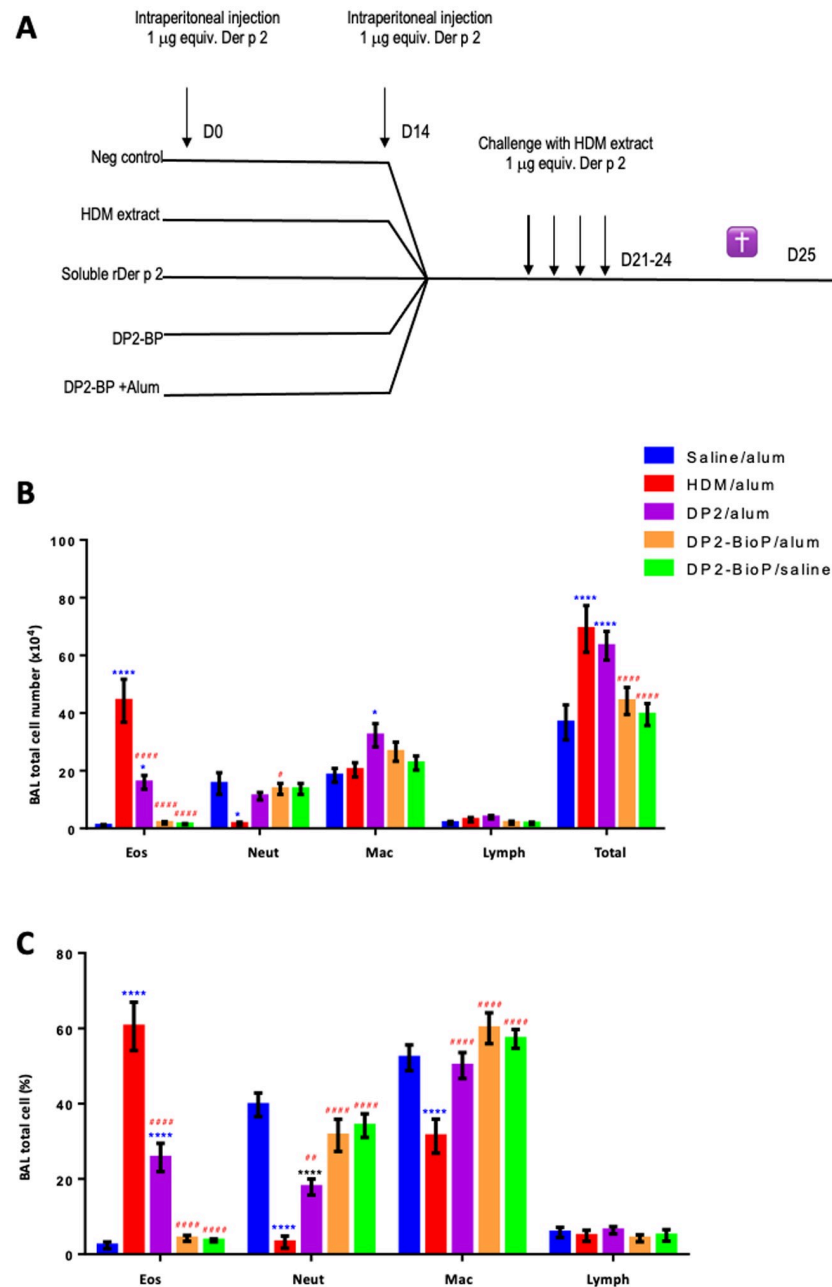 A
Intraperitoneal injection
1 µg equiv. Der p 2
Intraperitoneal injection
1 µg equiv. Der p 2
D0
D14
Challenge with HDM extract
1 µg equiv. Der p 2
Neg control
HDM extract
Soluble rDer p 2
DP2-BP
DP2-BP +Alum
D21-24
D25
B
Saline/alum
HDM/alum
DP2/alum
DP2-BioP/alum
DP2-BioP/saline
BAL total cell number (x10⁴)
100
80
60
40
20
0
****
####
*
####
####
*
#
*
****
****
####
####
Eos
Neut
Mac
Lymph
Total
C
BAL total cell (%)
80
60
40
20
0
****
####
****
####
####
****
##
****
####
####
****
####
####
####
Eos
Neut
Mac
Lymph